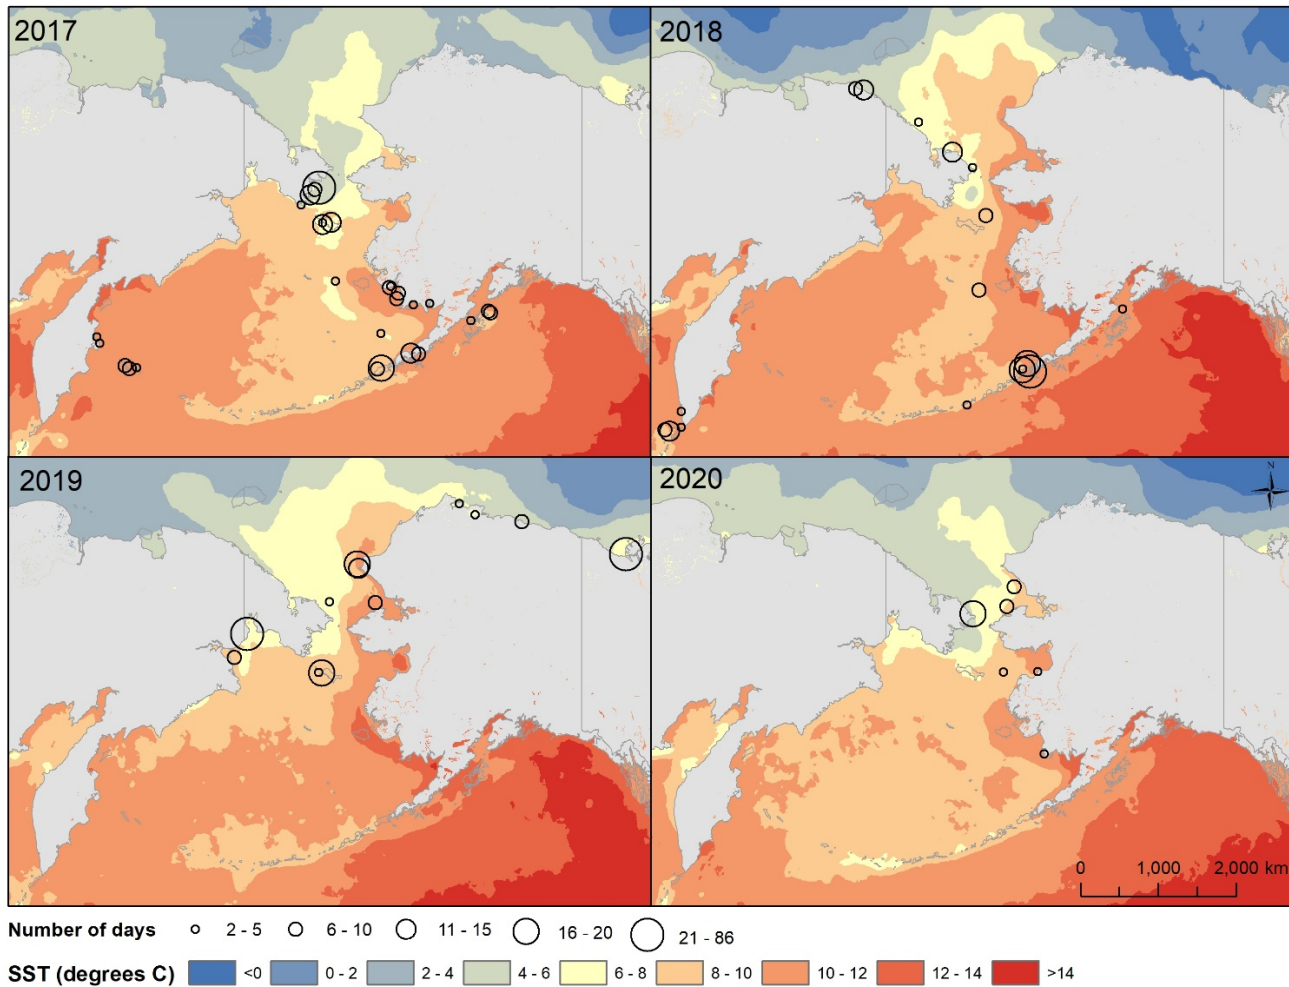 2017
2018
2019
2020
N
0 1,000 2,000 km
Number of days 2 - 5 6 - 10 11 - 15 16 - 20 21 - 86
SST (degrees C) <0 0 - 2 2 - 4 4 - 6 6 - 8 8 - 10 10 - 12 12 - 14 >14